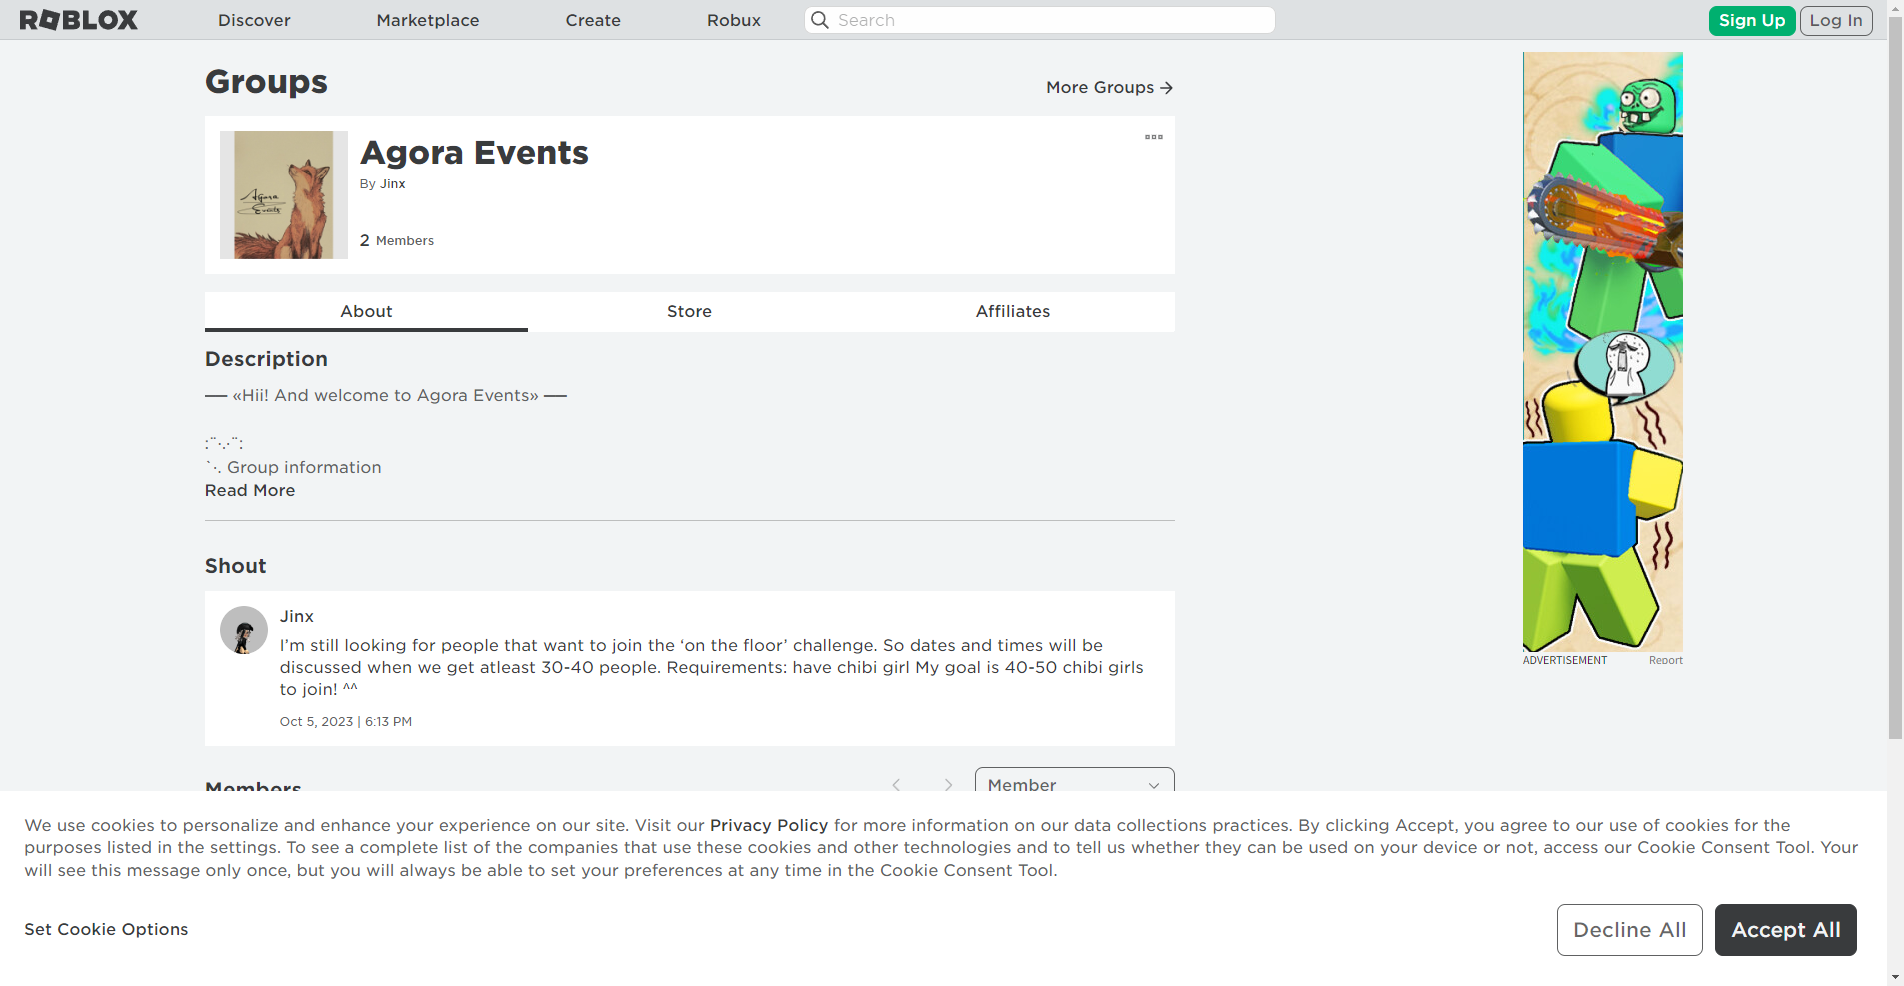 ROBLOX
Discover
Marketplace
Create
Robux
Search
Sign Up
Log In
Groups
More Groups →
Agora Events
Agora
Events
By Jinx
2 Members
About
Store
Affiliates
Description
── «Hii! And welcome to Agora Events» ──
:¨·.·¨:
`·. Group information
Read More
Shout
Jinx
I’m still looking for people that want to join the ‘on the floor’ challenge. So dates and times will be
discussed when we get atleast 30-40 people. Requirements: have chibi girl My goal is 40-50 chibi girls
to join! ^^
Oct 5, 2023 | 6:13 PM
ADVERTISEMENT
Report
Members
Member
We use cookies to personalize and enhance your experience on our site. Visit our Privacy Policy for more information on our data collections practices. By clicking Accept, you agree to our use of cookies for the
purposes listed in the settings. To see a complete list of the companies that use these cookies and other technologies and to tell us whether they can be used on your device or not, access our Cookie Consent Tool. Your
will see this message only once, but you will always be able to set your preferences at any time in the Cookie Consent Tool.
Set Cookie Options
Decline All
Accept All